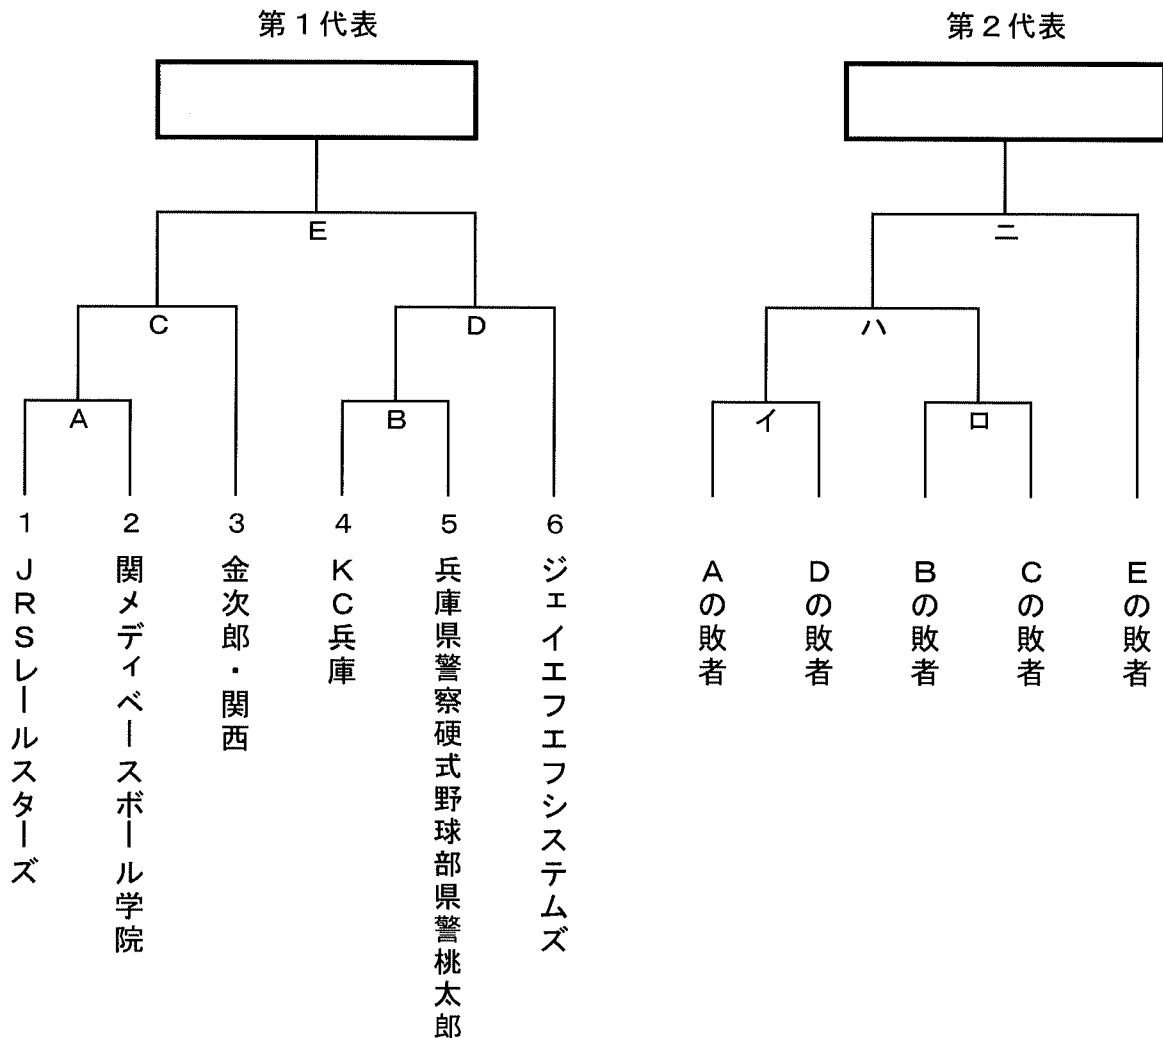 第1代表
第2代表
E
ニ
C
D
ハ
A
B
イ
ロ
1
2
3
4
5
6
JRSレールスターズ
関メディベースボール学院
金次郎・関西
KC兵庫
兵庫県警察硬式野球部県警桃太郎
ジェイエフエフシステムズ
Aの敗者
Dの敗者
Bの敗者
Cの敗者
Eの敗者